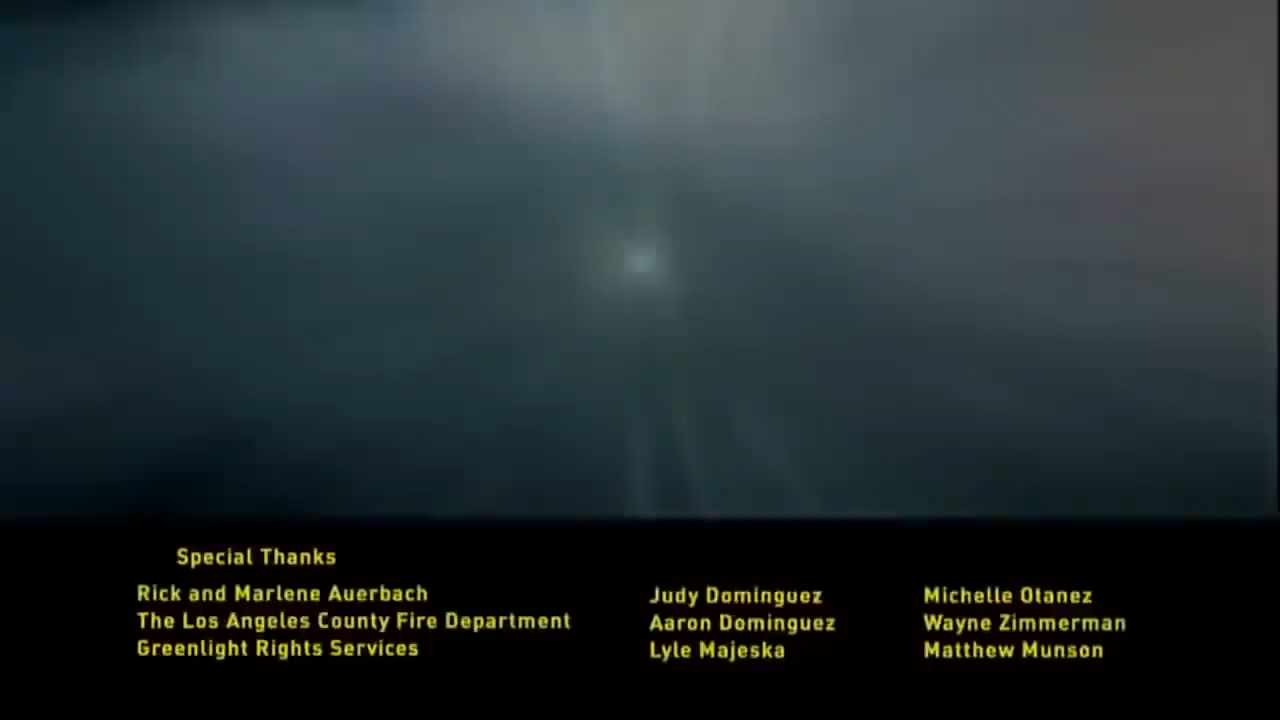 Special Thanks
Rick and Marlene Auerbach
The Los Angeles County Fire Department
Greenlight Rights Services
Judy Dominguez
Aaron Dominguez
Lyle Majeska
Michelle Otanez
Wayne Zimmerman
Matthew Munson